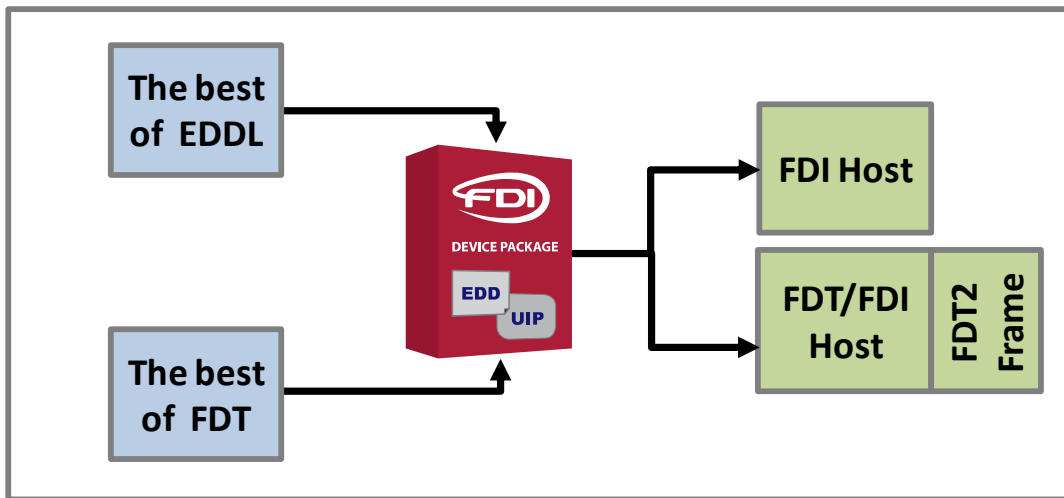 The best
of EDDL
The best
of FDT
FDI
DEVICE PACKAGE
EDD
UIP
FDI Host
FDT/FDI
Host
FDT2
Frame